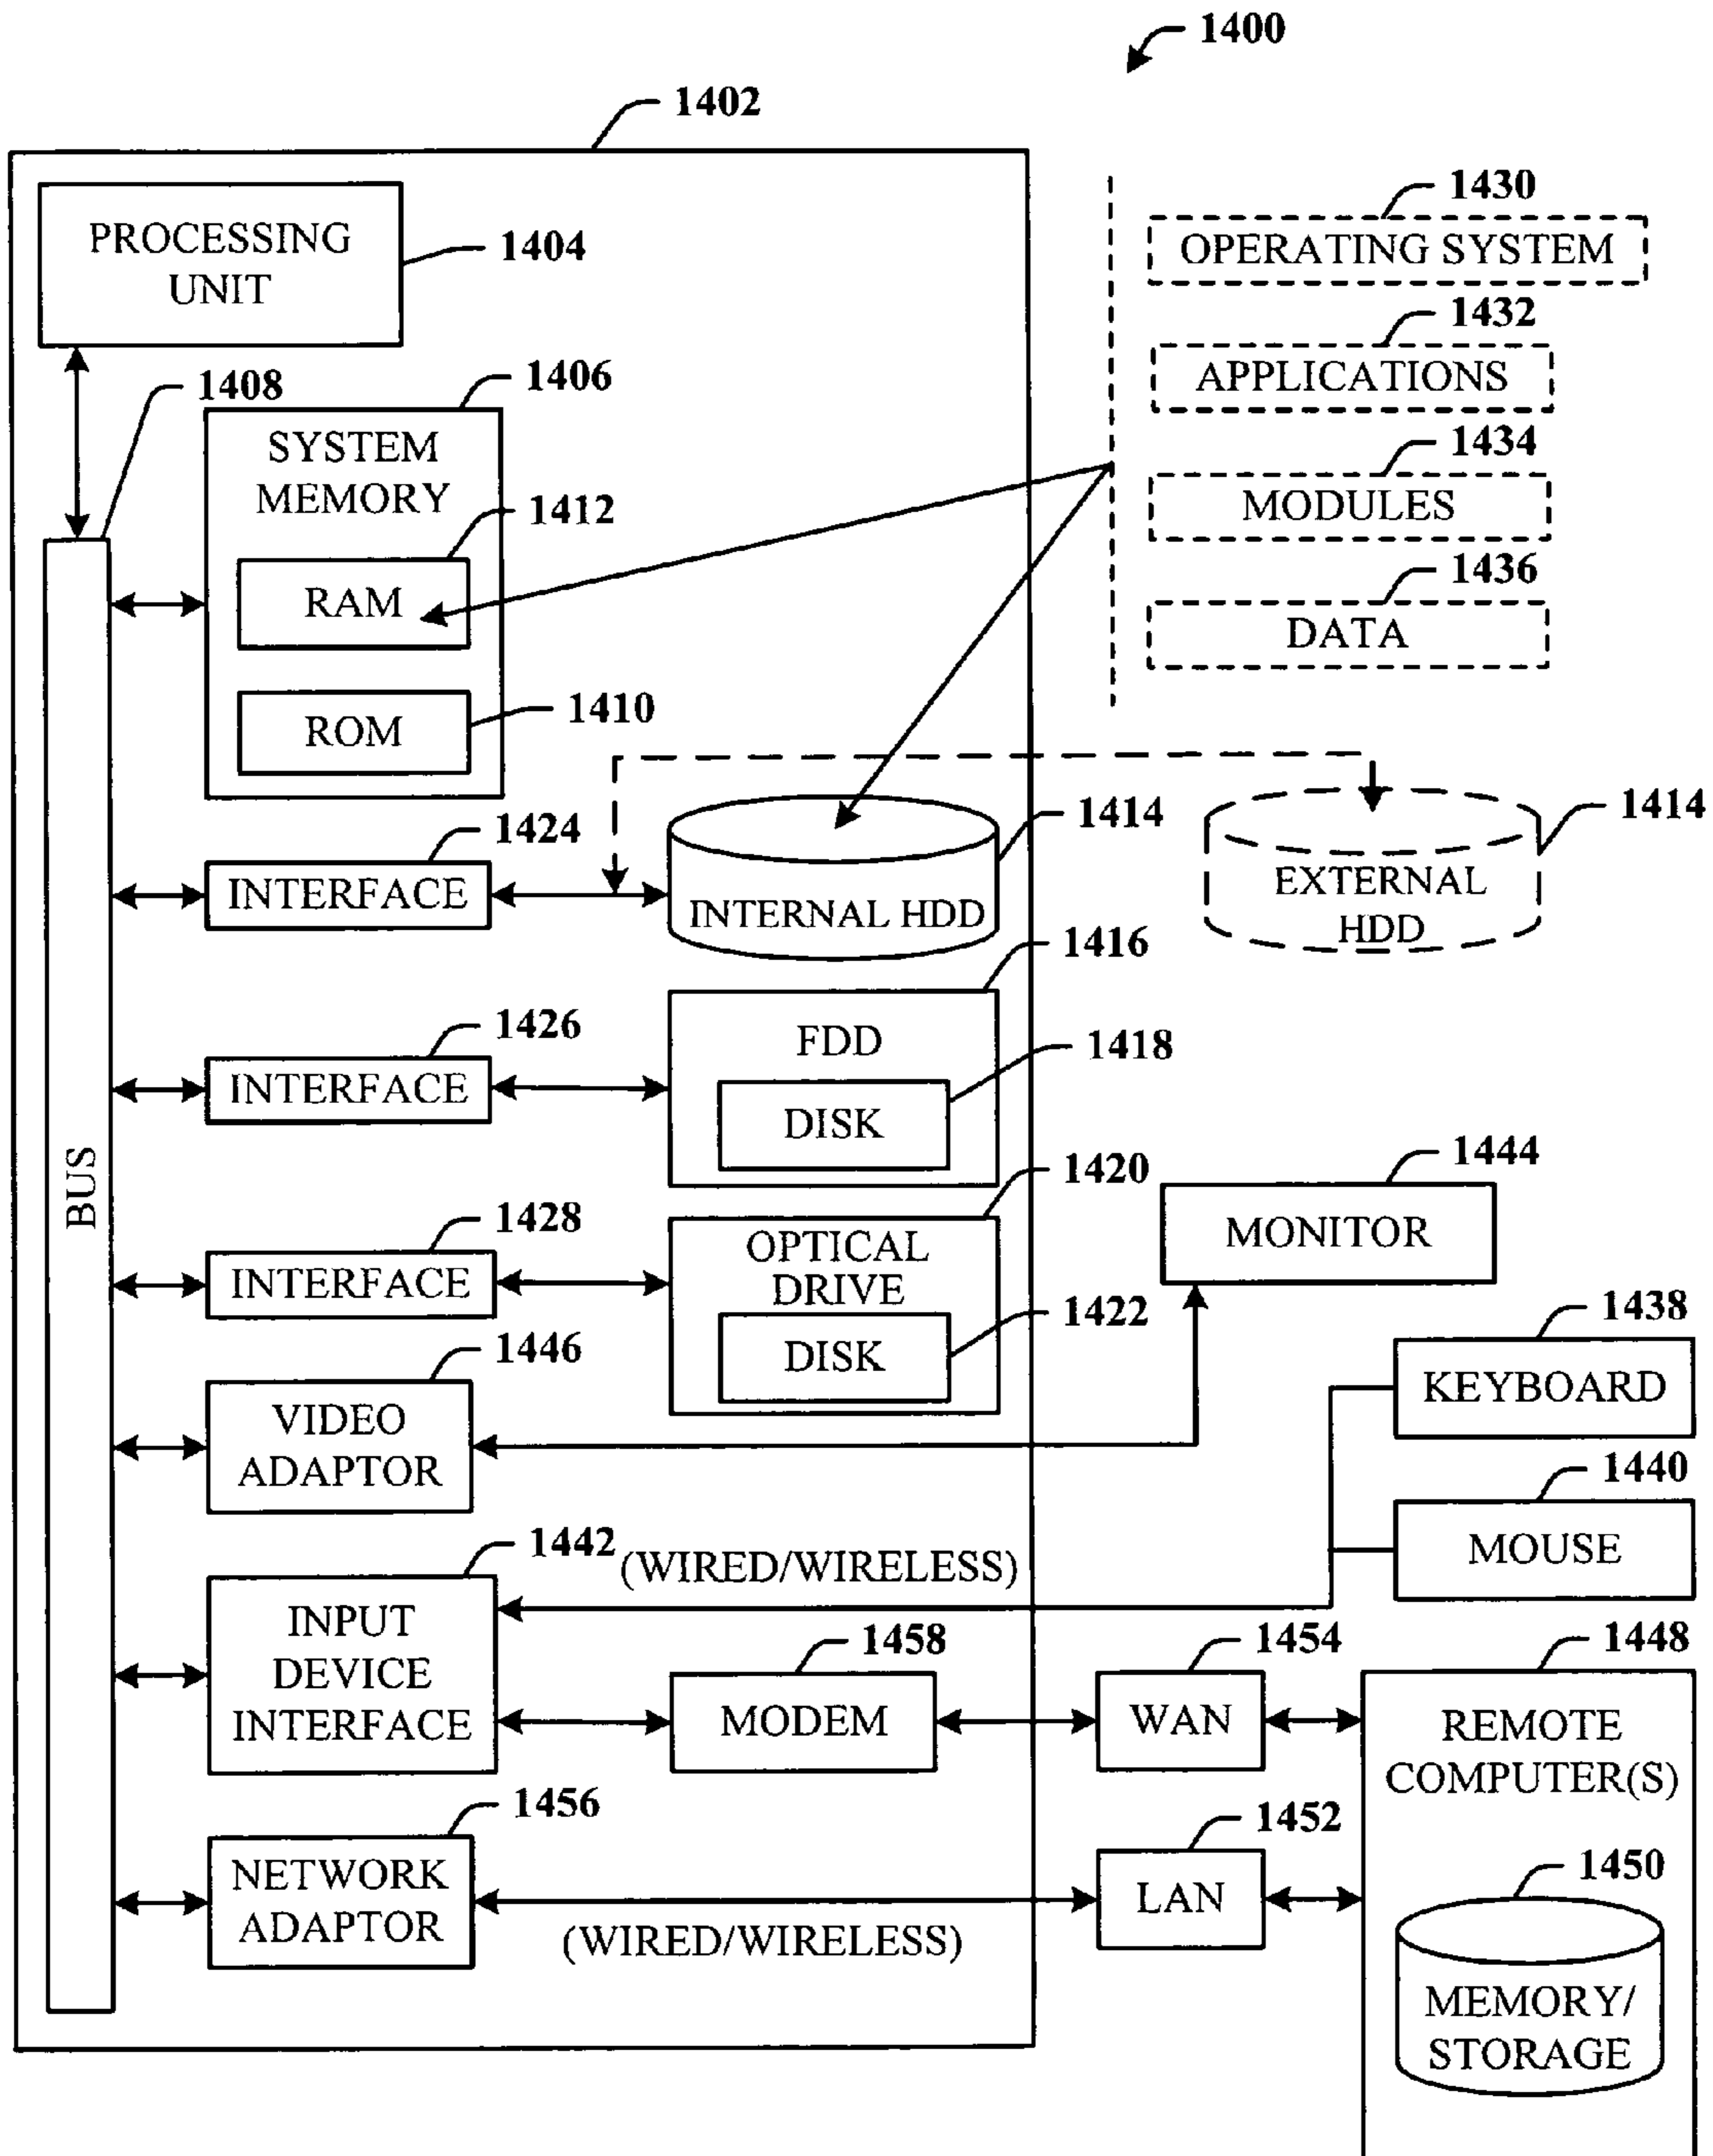 1400
1402
PROCESSING
UNIT
1404
1430
OPERATING SYSTEM
1432
APPLICATIONS
1434
MODULES
1436
DATA
1408
1406
SYSTEM
MEMORY
1412
RAM
1410
ROM
1424
INTERFACE
1414
INTERNAL HDD
1414
EXTERNAL
HDD
1426
INTERFACE
1416
FDD
1418
DISK
BUS
1428
INTERFACE
1420
OPTICAL
DRIVE
1422
DISK
1444
MONITOR
1446
VIDEO
ADAPTOR
1438
KEYBOARD
1440
MOUSE
1442
(WIRED/WIRELESS)
INPUT
DEVICE
INTERFACE
1458
MODEM
1454
WAN
1448
REMOTE
COMPUTER(S)
1456
NETWORK
ADAPTOR
(WIRED/WIRELESS)
1452
LAN
1450
MEMORY/
STORAGE